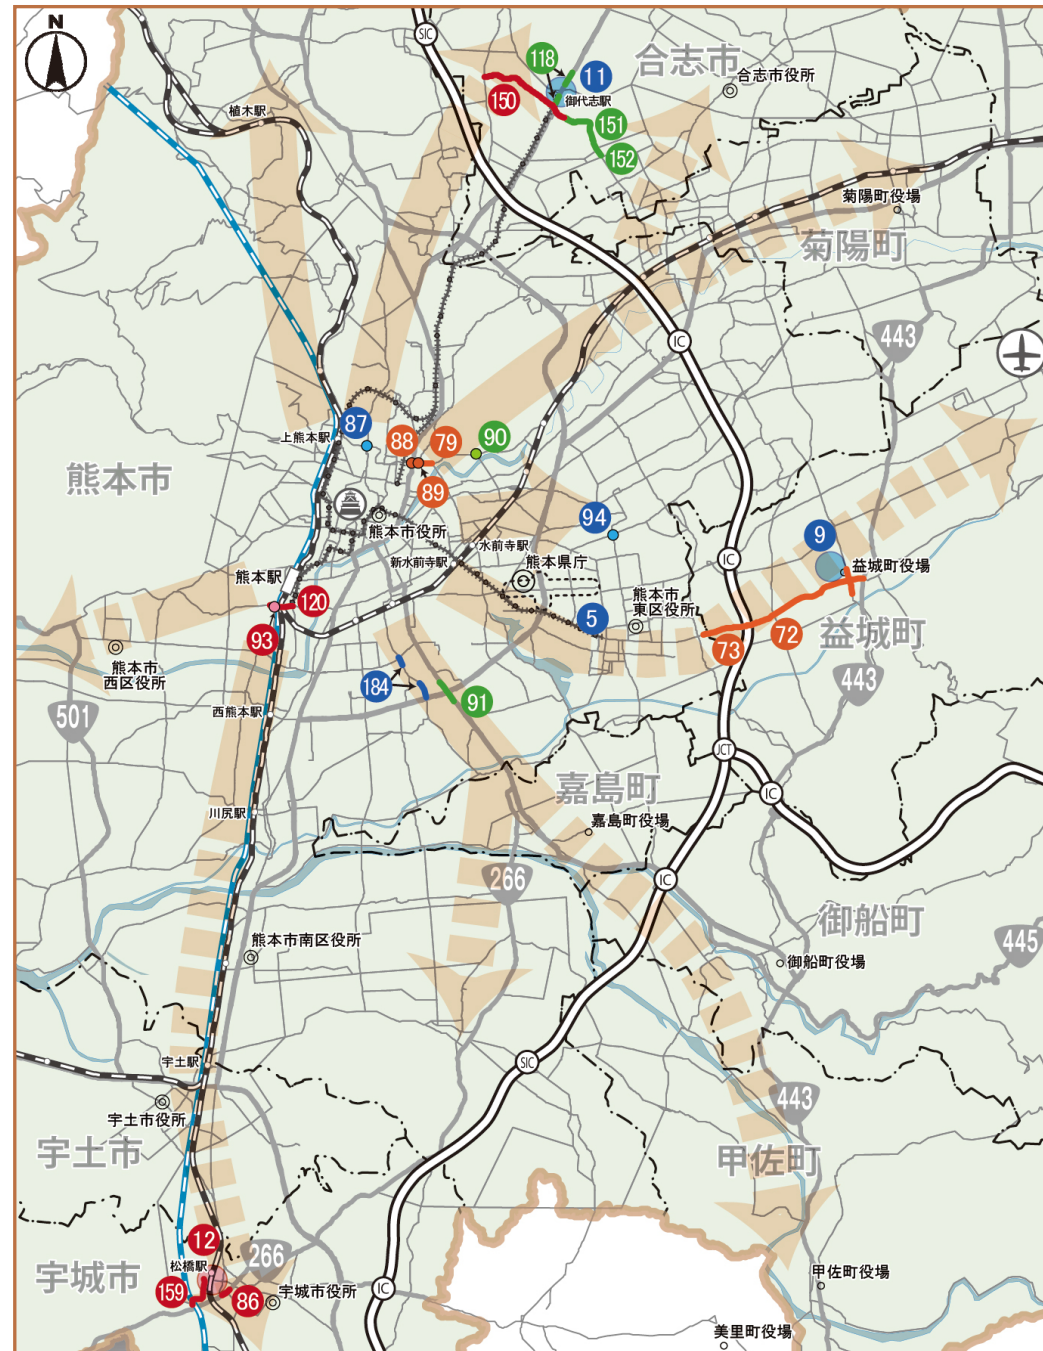 N
SIC
118
11
合志市
合志市役所
150
御代志駅
植木駅
151
152
菊陽町役場
菊陽町
443
IC
87
上熊本駅
88
79
90
89
熊本市
94
熊本市役所
水前寺駅
新水前寺駅
熊本県庁
IC
9
益城町役場
熊本駅
熊本市
東区役所
120
5
93
73
72
益城町
熊本市
西区役所
184
91
443
501
西熊本駅
JCT
IC
嘉島町
川尻駅
嘉島町役場
266
IC
御船町
熊本市南区役所
445
御船町役場
宇土駅
SIC
443
宇土市役所
宇土市
甲佐町
12
266
松橋駅
宇城市
159
86
宇城市役所
IC
甲佐町役場
美里町役場